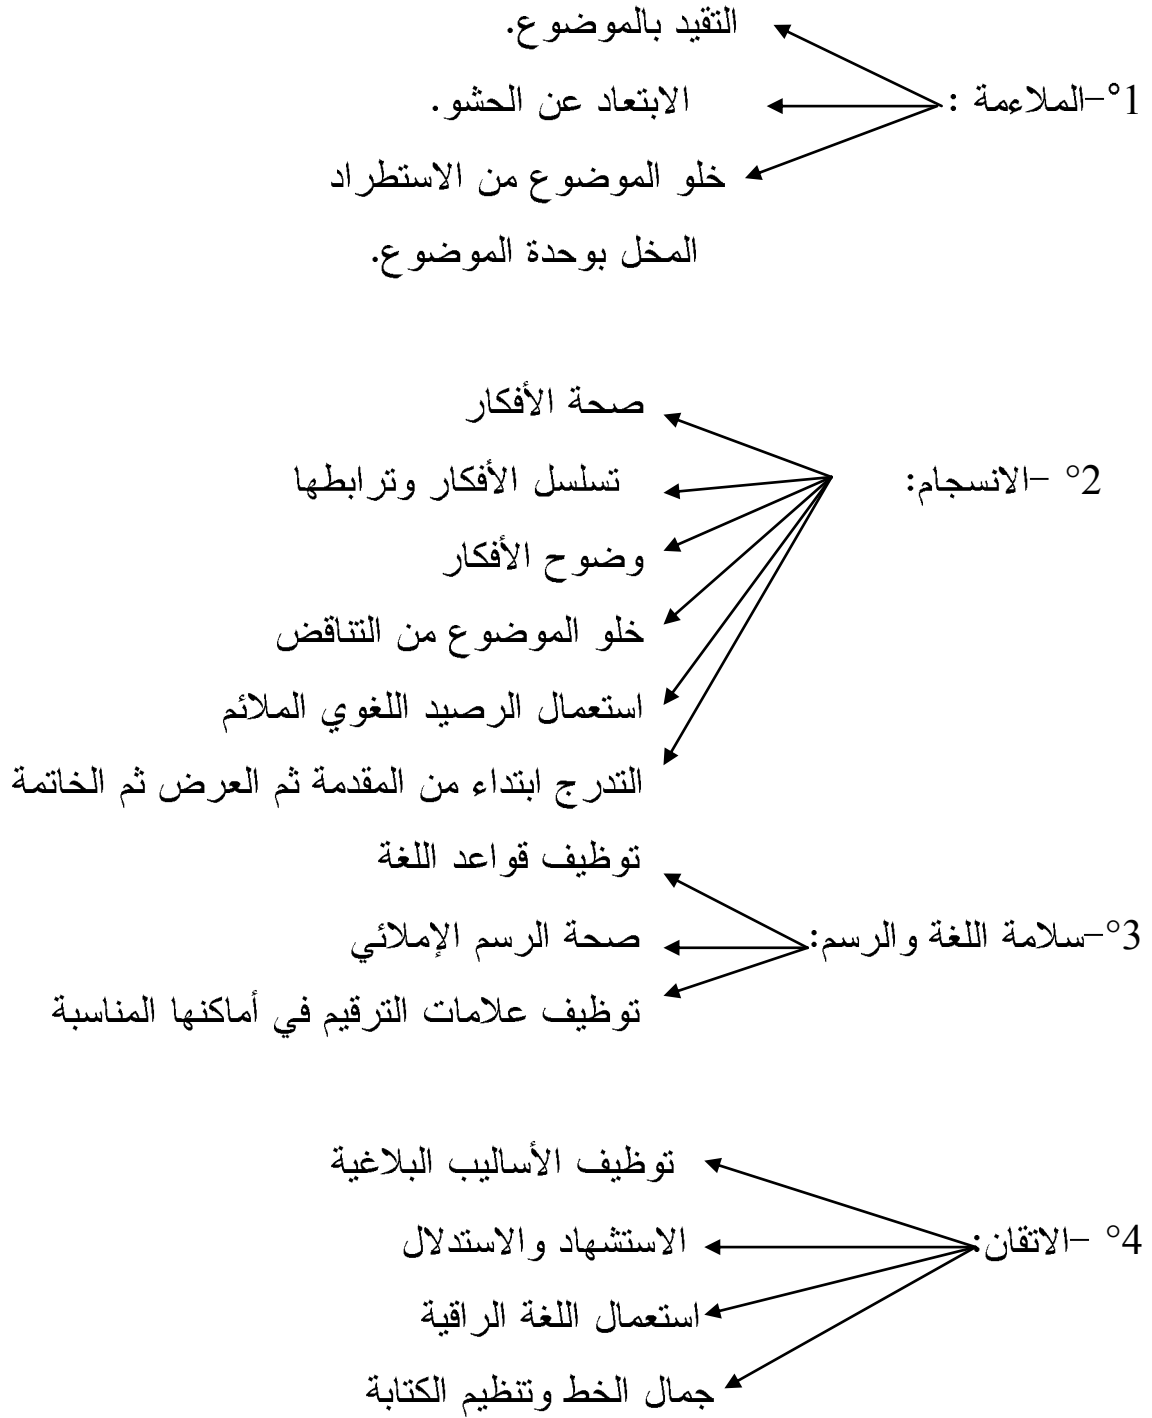 التقيد بالموضوع.
1°-الملاءمة : الابتعاد عن الحشو.
خلو الموضوع من الاستطراد
المخل بوحدة الموضوع.
صحة الأفكار
2° -الانسجام: تسلسل الأفكار وترابطها
وضوح الأفكار
خلو الموضوع من التناقض
استعمال الرصيد اللغوي الملائم
التدرج ابتداء من المقدمة ثم العرض ثم الخاتمة
توظيف قواعد اللغة
3°-سلامة اللغة والرسم: صحة الرسم الإملائي
توظيف علامات الترقيم في أماكنها المناسبة
توظيف الأساليب البلاغية
4° -الاتقان: الاستشهاد والاستدلال
استعمال اللغة الراقية
جمال الخط وتنظيم الكتابة